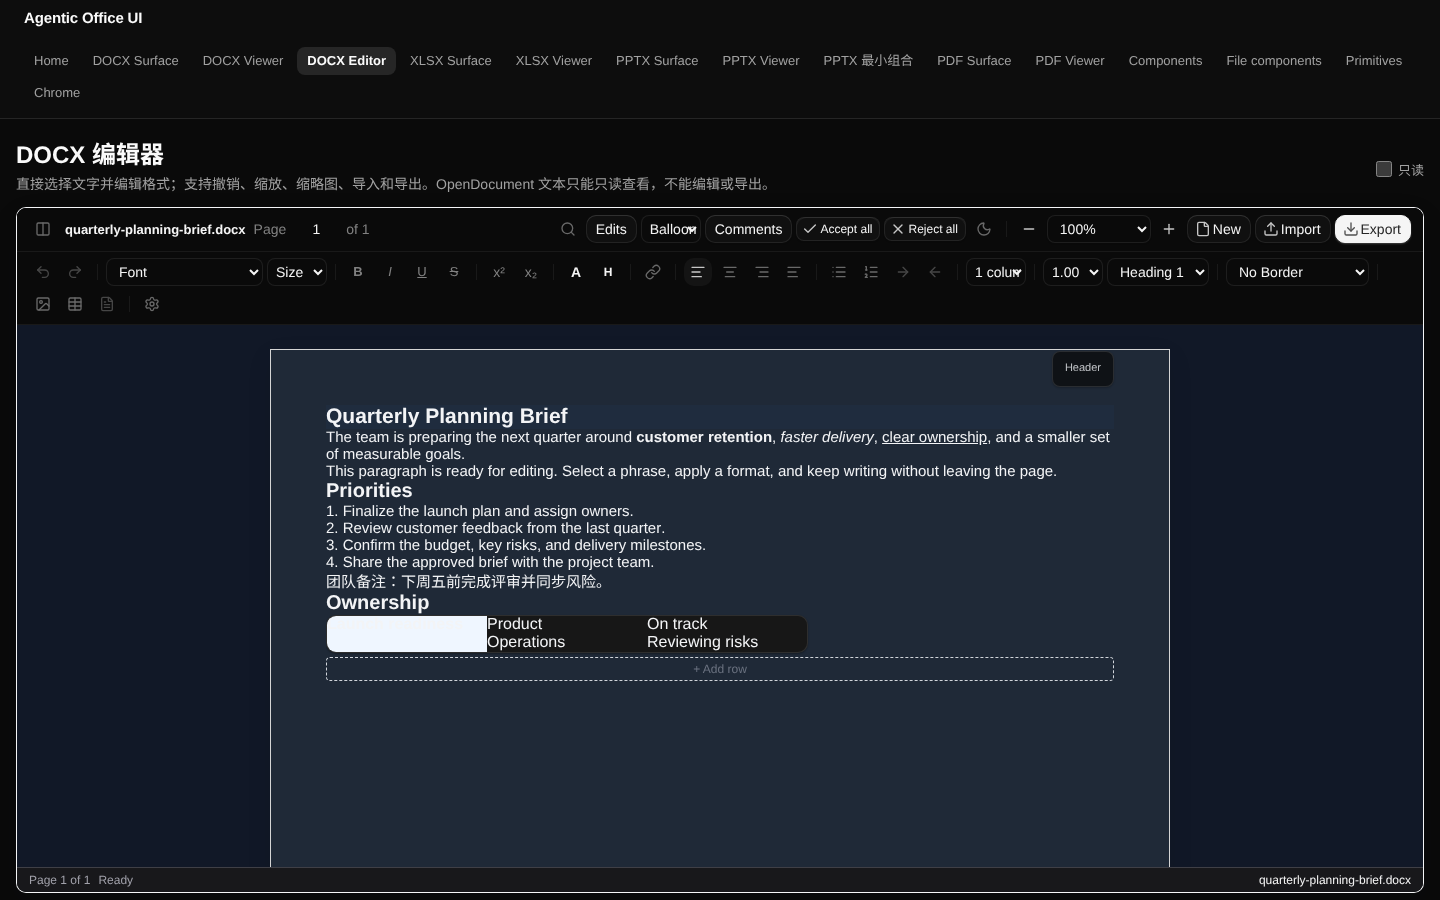 Agentic Office UI
Home DOCX Surface DOCX Viewer DOCX Editor XLSX Surface XLSX Viewer PPTX Surface PPTX Viewer PPTX 最小组合 PDF Surface PDF Viewer Components File components Primitives
Chrome
DOCX 编辑器
直接选择文字并编辑格式；支持撤销、缩放、缩略图、导入和导出。OpenDocument 文本只能只读查看，不能编辑或导出。
只读
quarterly-planning-brief.docx Page 1 of 1 Edits Balloon Comments Accept all Reject all 100% New Import Export
Font Size B I U S x² x₂ A H 1 colum 1.00 Heading 1 No Border
Header
Quarterly Planning Brief
The team is preparing the next quarter around customer retention, faster delivery, clear ownership, and a smaller set
of measurable goals.
This paragraph is ready for editing. Select a phrase, apply a format, and keep writing without leaving the page.
Priorities
1. Finalize the launch plan and assign owners.
2. Review customer feedback from the last quarter.
3. Confirm the budget, key risks, and delivery milestones.
4. Share the approved brief with the project team.
团队备注：下周五前完成评审并同步风险。
Ownership
Product On track
Operations Reviewing risks
+ Add row
Page 1 of 1 Ready quarterly-planning-brief.docx